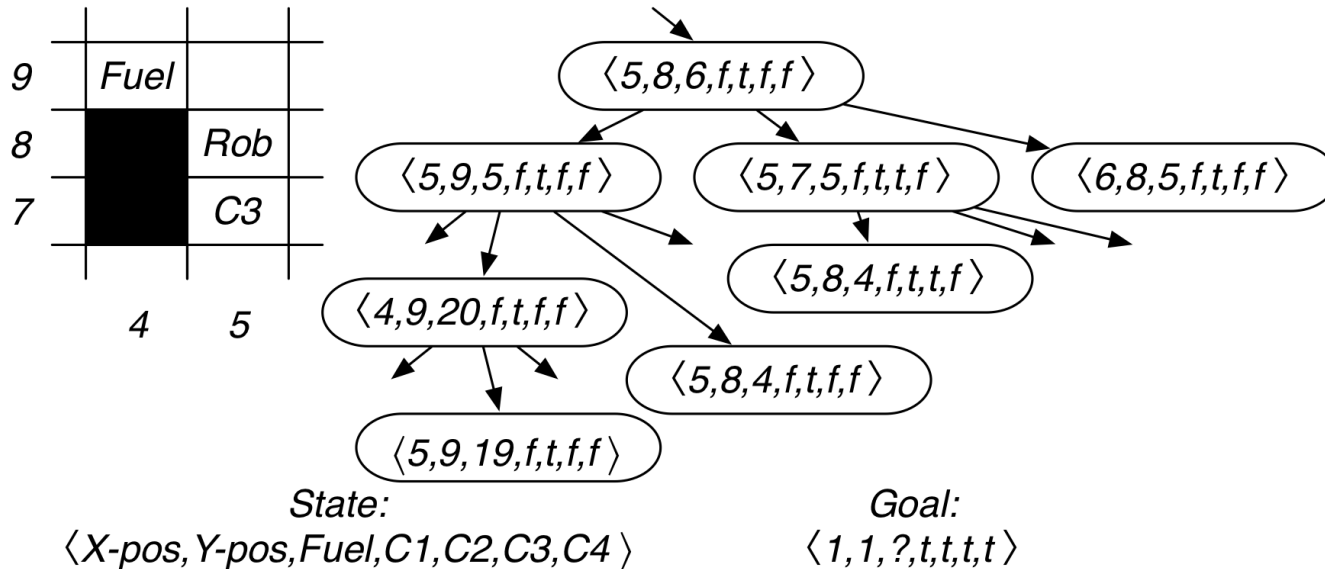 9 Fuel
8 Rob
7 C3
4 5
⟨5,8,6,f,t,f,f⟩
⟨5,9,5,f,t,f,f⟩ ⟨5,7,5,f,t,t,f⟩ ⟨6,8,5,f,t,f,f⟩
⟨5,8,4,f,t,t,f⟩
⟨4,9,20,f,t,f,f⟩
⟨5,8,4,f,t,f,f⟩
⟨5,9,19,f,t,f,f⟩
State:
⟨X-pos,Y-pos,Fuel,C1,C2,C3,C4⟩
Goal:
⟨1,1,?,t,t,t,t⟩